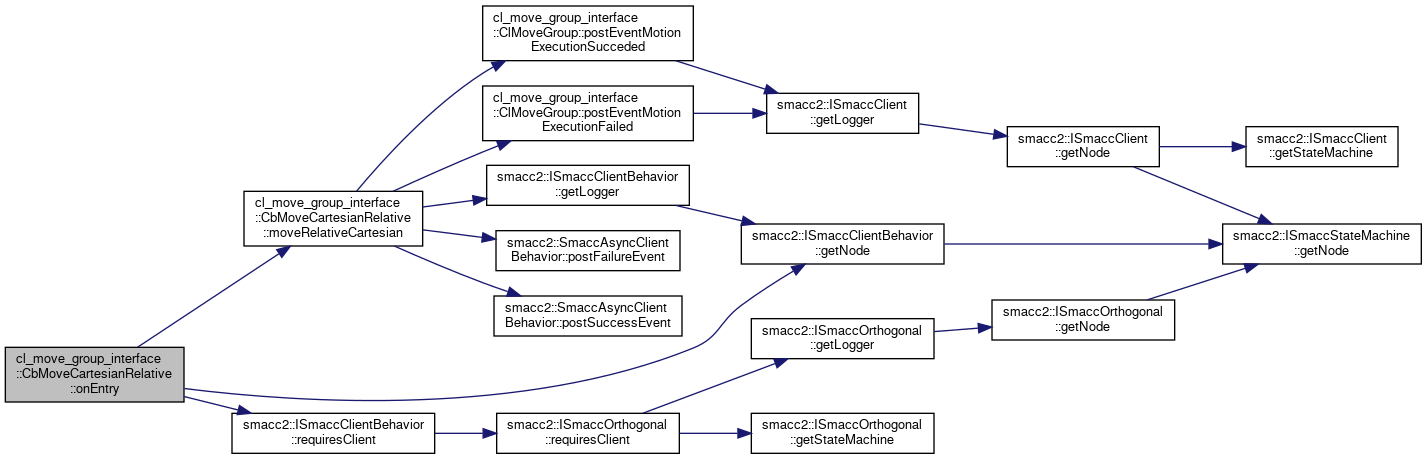 cl_move_group_interface
::ClMoveGroup::postEventMotion
ExecutionSucceded
cl_move_group_interface
::ClMoveGroup::postEventMotion
ExecutionFailed
smacc2::ISmaccClient
::getLogger
smacc2::ISmaccClient
::getNode
smacc2::ISmaccClient
::getStateMachine
smacc2::ISmaccClientBehavior
::getLogger
cl_move_group_interface
::CbMoveCartesianRelative
::moveRelativeCartesian
smacc2::SmaccAsyncClient
Behavior::postFailureEvent
smacc2::ISmaccClientBehavior
::getNode
smacc2::ISmaccStateMachine
::getNode
smacc2::SmaccAsyncClient
Behavior::postSuccessEvent
smacc2::ISmaccOrthogonal
::getLogger
smacc2::ISmaccOrthogonal
::getNode
cl_move_group_interface
::CbMoveCartesianRelative
::onEntry
smacc2::ISmaccClientBehavior
::requiresClient
smacc2::ISmaccOrthogonal
::requiresClient
smacc2::ISmaccOrthogonal
::getStateMachine